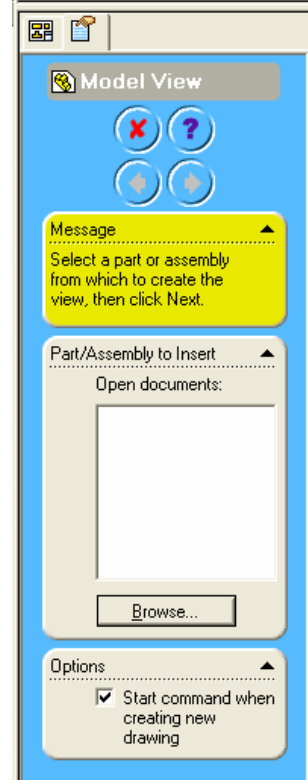 Model View
?
Message
Select a part or assembly
from which to create the
view, then click Next.
Part/Assembly to Insert
Open documents:
Browse...
Options
Start command when
creating new
drawing